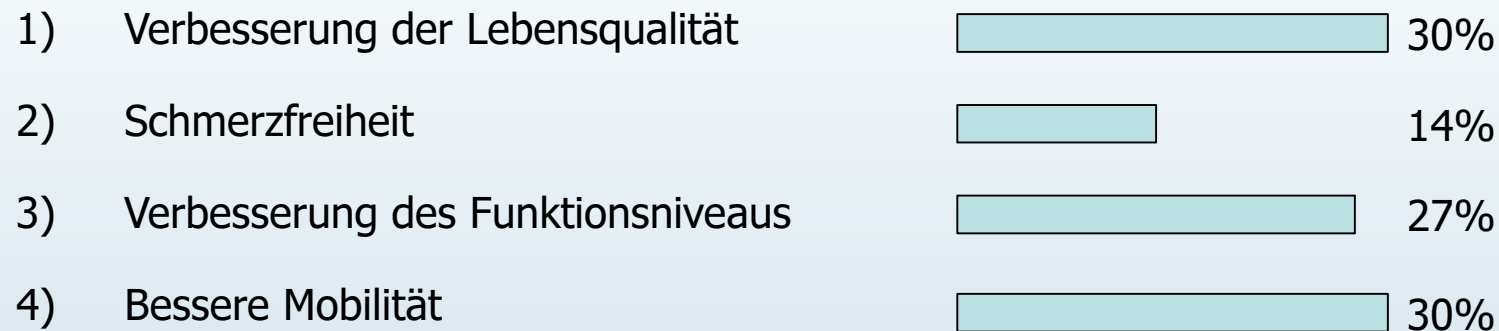 1) Verbesserung der Lebensqualität 30%
2) Schmerzfreiheit 14%
3) Verbesserung des Funktionsniveaus 27%
4) Bessere Mobilität 30%